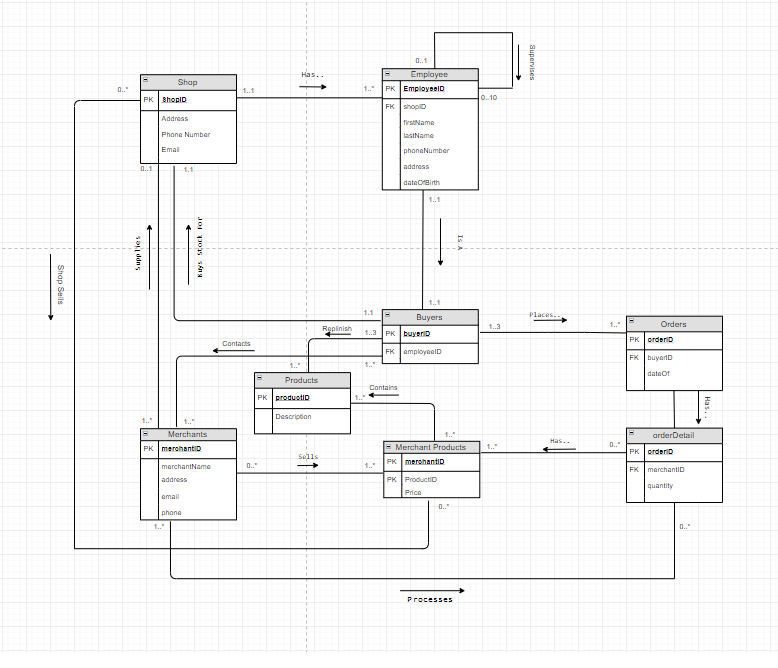 0..1
Supervises
Has..
Employee
Shop
0..*
1..1
1..*
PK EmployeeID
0..10
PK ShopID
FK shopID
Address
firstName
Phone Number
lastName
Email
phoneNumber
address
dateOfBirth
0..1
1.1
1..1
Supplies
Buys Stock For
Is A
Shop Sells
1..1
1.1
Buyers
Places..
Orders
Replinish
1..3
PK buyerID
1..3
1..*
PK orderID
Contacts
FK employeeID
FK buyerID
1..*
1..*
dateOf
Products
Contains
PK productID
1..*
Has..
Description
1..*
1..*
Merchants
1..*
orderDetail
Merchant Products
Has..
PK merchantID
1..*
0..*
PK orderID
Sells
merchantName
0..*
1..*
PK merchantID
FK merchantID
address
PK ProductID
quantity
email
Price
phone
0..*
1..*
0..*
Processes